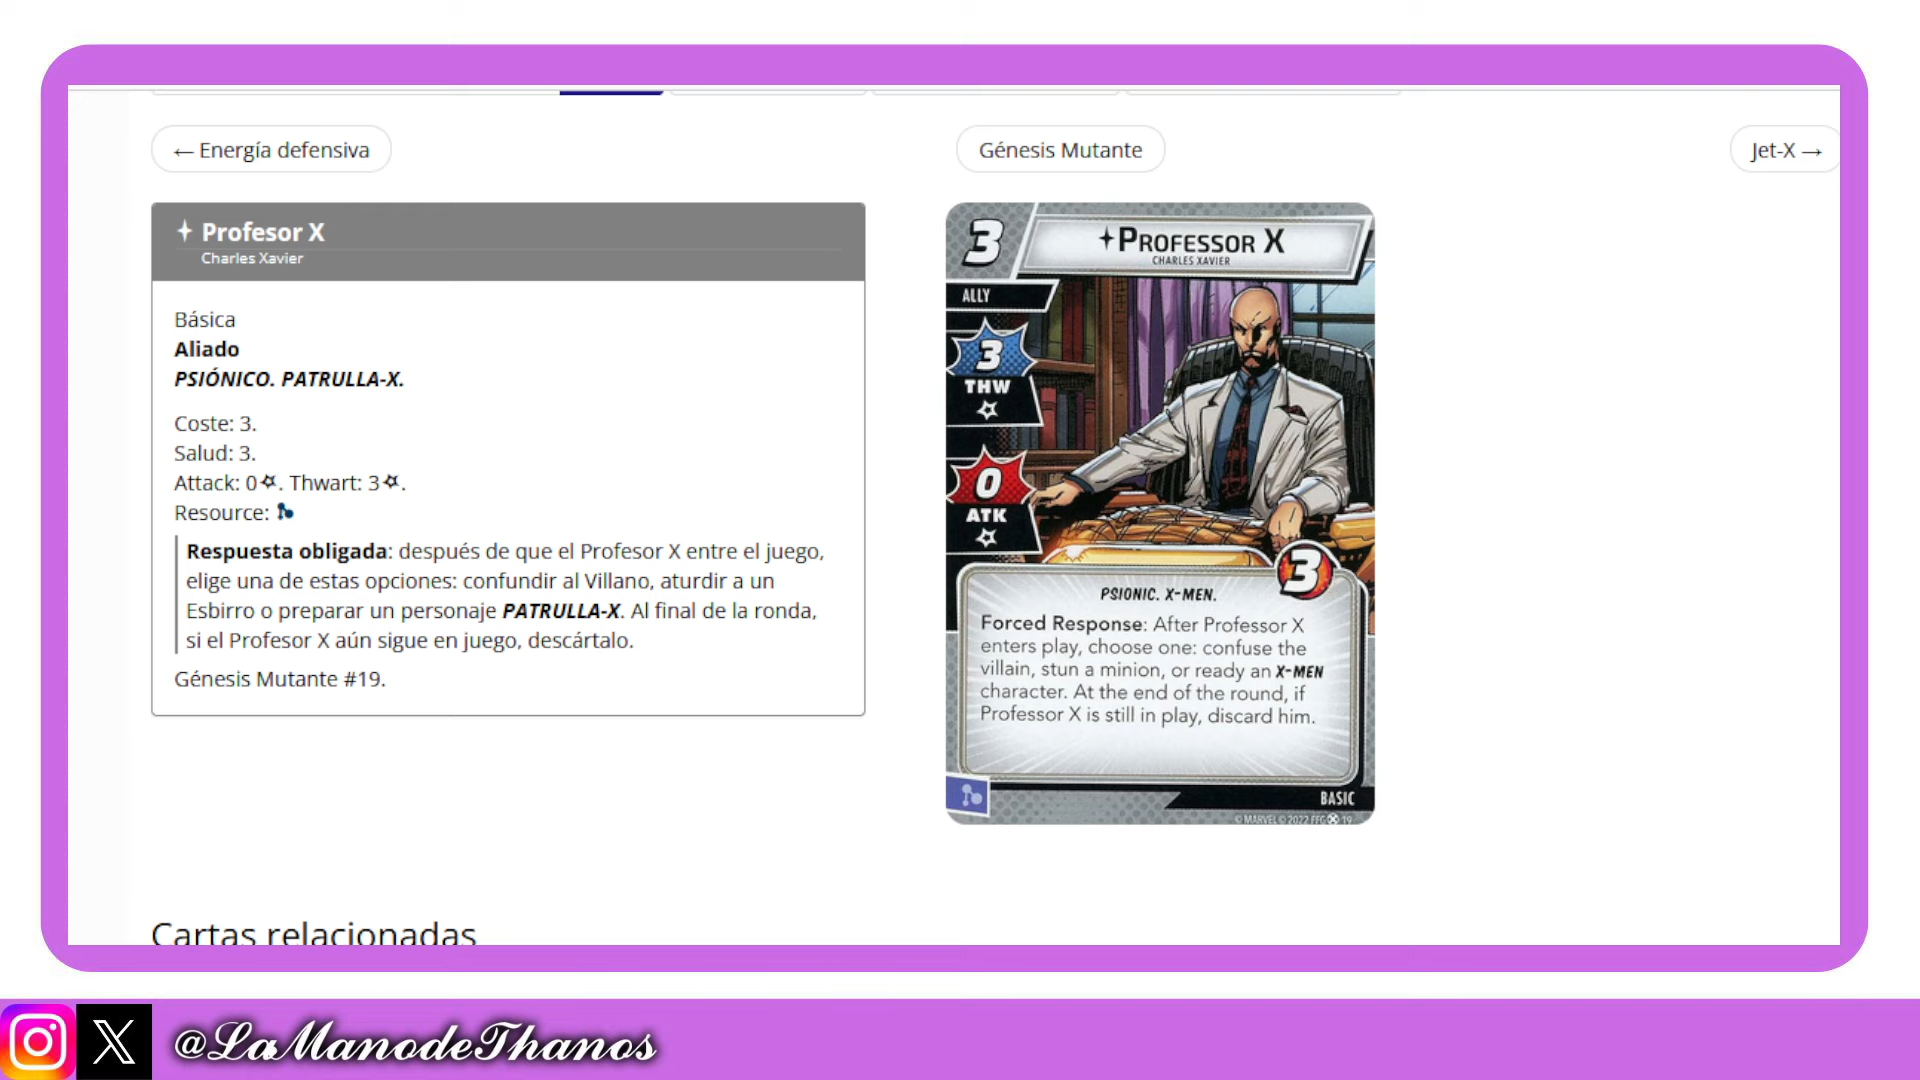 ← Energía defensiva
Génesis Mutante
Jet-X →
Profesor X
Charles Xavier
Básica
Aliado
PSIÓNICO. PATRULLA-X.
Coste: 3.
Salud: 3.
Attack: 0. Thwart: 3.
Resource:
Respuesta obligada: después de que el Profesor X entre el juego,
elige una de estas opciones: confundir al Villano, aturdir a un
Esbirro o preparar un personaje PATRULLA-X. Al final de la ronda,
si el Profesor X aún sigue en juego, descártalo.
Génesis Mutante #19.
3
PROFESSOR X
CHARLES XAVIER
ALLY
3
THW
0
ATK
3
PSIONIC. X-MEN.
Forced Response: After Professor X
enters play, choose one: confuse the
villain, stun a minion, or ready an X-MEN
character. At the end of the round, if
Professor X is still in play, discard him.
BASIC
© MARVEL © 2022 FFG 19
Cartas relacionadas
@LaManodeThanos